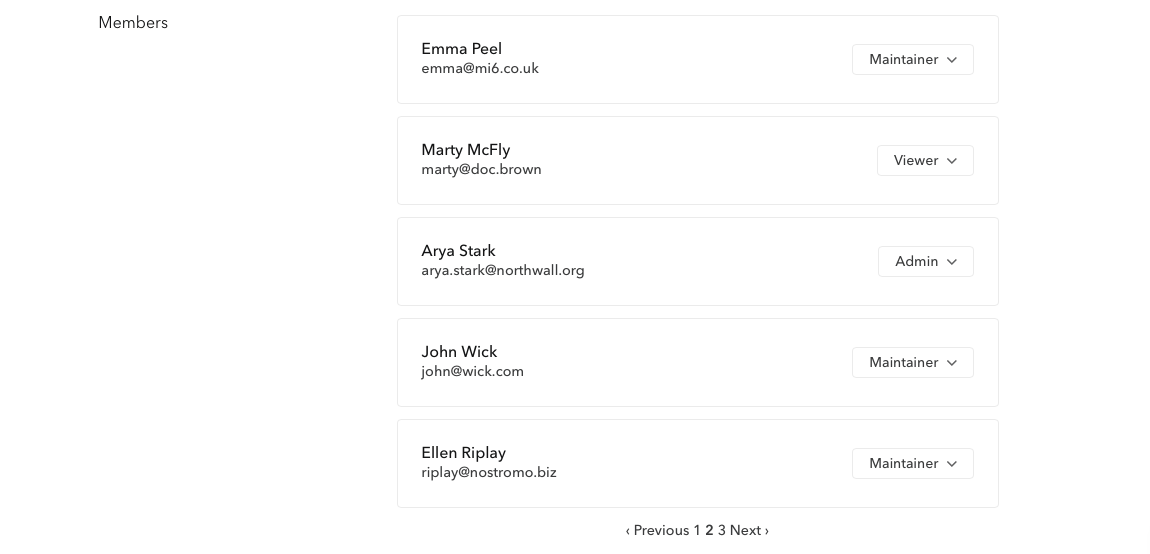 Members
Emma Peel
emma@mi6.co.uk
Maintainer
Marty McFly
marty@doc.brown
Viewer
Arya Stark
arya.stark@northwall.org
Admin
John Wick
john@wick.com
Maintainer
Ellen Riplay
riplay@nostromo.biz
Maintainer
‹ Previous 1 2 3 Next ›